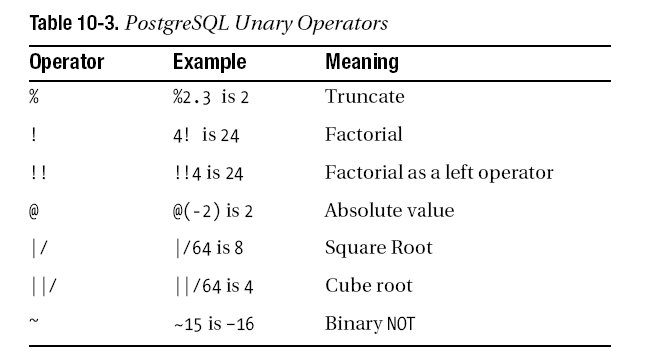 Table 10-3. PostgreSQL Unary Operators
Operator Example Meaning
% %2.3 is 2 Truncate
! 4! is 24 Factorial
!! !!4 is 24 Factorial as a left operator
@ @(-2) is 2 Absolute value
|/ |/64 is 8 Square Root
||/ ||/64 is 4 Cube root
~ ~15 is –16 Binary NOT